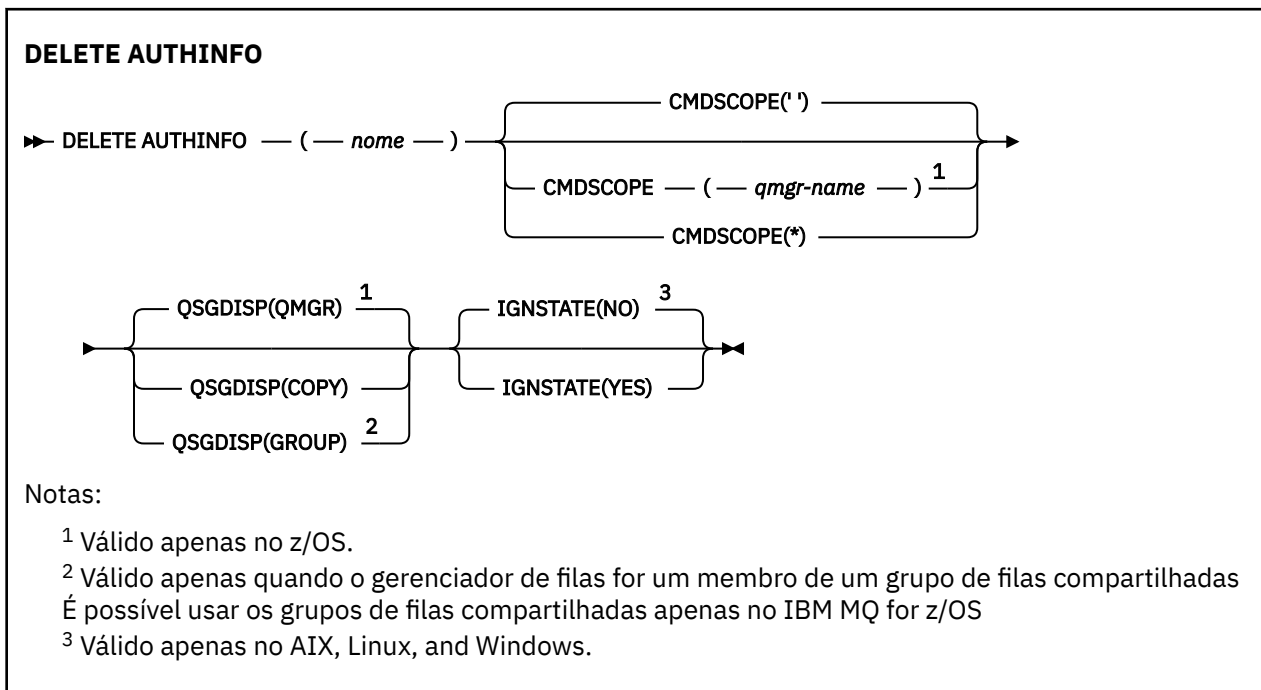 DELETE AUTHINFO
CMDSCOPE(' ')
DELETE AUTHINFO ( nome )
CMDSCOPE ( qmgr-name ) 1
CMDSCOPE(*)
QSGDISP(QMGR) 1 IGNSTATE(NO) 3
QSGDISP(COPY) IGNSTATE(YES)
QSGDISP(GROUP) 2
Notas:
1 Válido apenas no z/OS.
2 Válido apenas quando o gerenciador de filas for um membro de um grupo de filas compartilhadas
É possível usar os grupos de filas compartilhadas apenas no IBM MQ for z/OS
3 Válido apenas no AIX, Linux, and Windows.